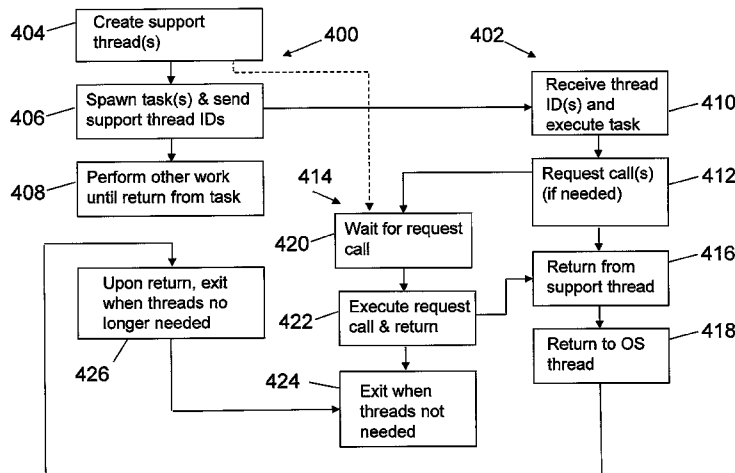 404
Create support
thread(s)
400
402
406
Spawn task(s) & send
support thread IDs
Receive thread
ID(s) and
execute task
410
408
Perform other work
until return from task
414
Request call(s)
(if needed)
412
420
Wait for request
call
Upon return, exit
when threads no
longer needed
426
422
Execute request
call & return
Return from
support thread
416
424
Exit when
threads not
needed
Return to OS
thread
418